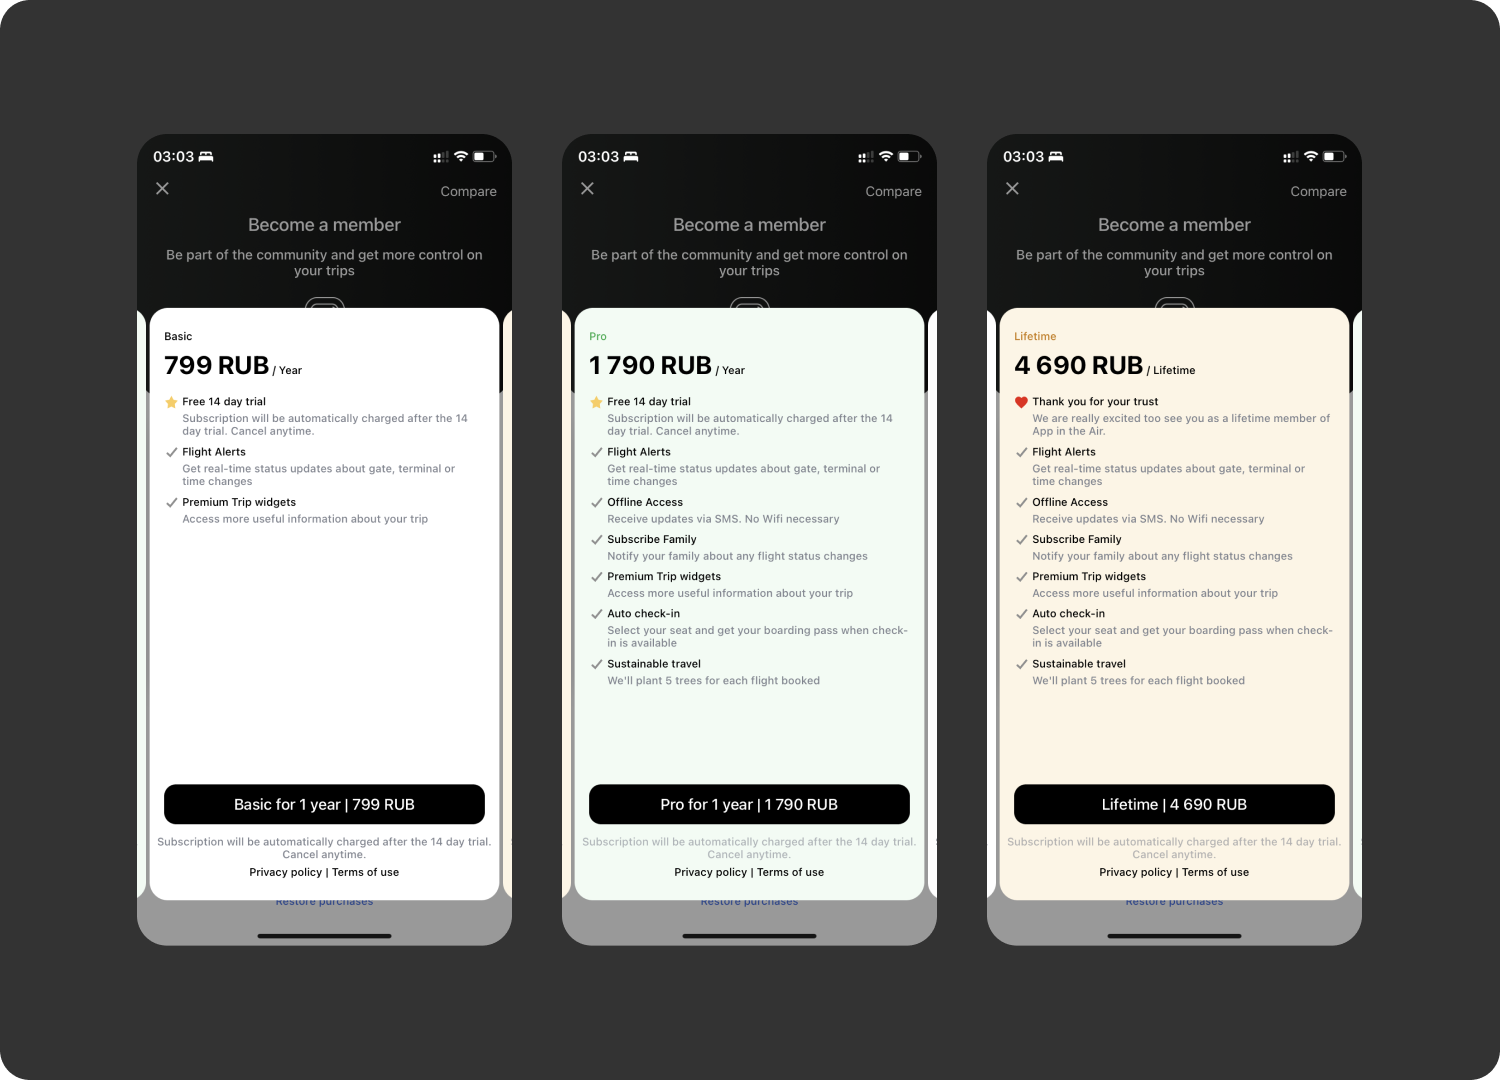 03:03
Compare
Become a member
Be part of the community and get more control on
your trips
Basic
799 RUB / Year
Free 14 day trial
Subscription will be automatically charged after the 14
day trial. Cancel anytime.
Flight Alerts
Get real-time status updates about gate, terminal or
time changes
Premium Trip widgets
Access more useful information about your trip
Basic for 1 year | 799 RUB
Subscription will be automatically charged after the 14 day trial.
Cancel anytime.
Privacy policy | Terms of use
Restore purchases
03:03
Compare
Become a member
Be part of the community and get more control on
your trips
Pro
1 790 RUB / Year
Free 14 day trial
Subscription will be automatically charged after the 14
day trial. Cancel anytime.
Flight Alerts
Get real-time status updates about gate, terminal or
time changes
Offline Access
Receive updates via SMS. No Wifi necessary
Subscribe Family
Notify your family about any flight status changes
Premium Trip widgets
Access more useful information about your trip
Auto check-in
Select your seat and get your boarding pass when check-
in is available
Sustainable travel
We'll plant 5 trees for each flight booked
Pro for 1 year | 1 790 RUB
Subscription will be automatically charged after the 14 day trial.
Cancel anytime.
Privacy policy | Terms of use
Restore purchases
03:03
Compare
Become a member
Be part of the community and get more control on
your trips
Lifetime
4 690 RUB / Lifetime
Thank you for your trust
We are really excited too see you as a lifetime member of
App in the Air.
Flight Alerts
Get real-time status updates about gate, terminal or
time changes
Offline Access
Receive updates via SMS. No Wifi necessary
Subscribe Family
Notify your family about any flight status changes
Premium Trip widgets
Access more useful information about your trip
Auto check-in
Select your seat and get your boarding pass when check-
in is available
Sustainable travel
We'll plant 5 trees for each flight booked
Lifetime | 4 690 RUB
Subscription will be automatically charged after the 14 day trial.
Cancel anytime.
Privacy policy | Terms of use
Restore purchases